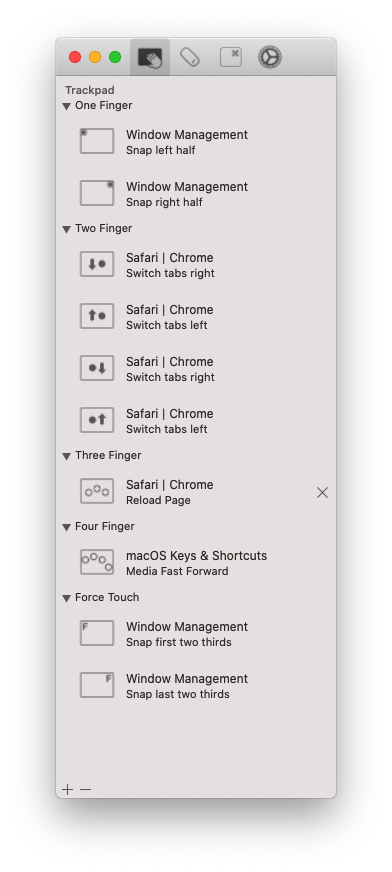 Trackpad
One Finger
Window Management
Snap left half
Window Management
Snap right half
Two Finger
Safari | Chrome
Switch tabs right
Safari | Chrome
Switch tabs left
Safari | Chrome
Switch tabs right
Safari | Chrome
Switch tabs left
Three Finger
Safari | Chrome
Reload Page
Four Finger
macOS Keys & Shortcuts
Media Fast Forward
Force Touch
F
Window Management
Snap first two thirds
F
Window Management
Snap last two thirds